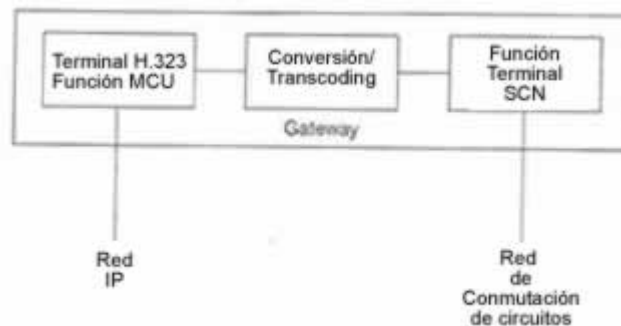 Terminal H.323
Función MCU
Conversión/
Transcoding
Función
Terminal
SCN
Gateway
Red
IP
Red
de
Conmutación
de circuitos